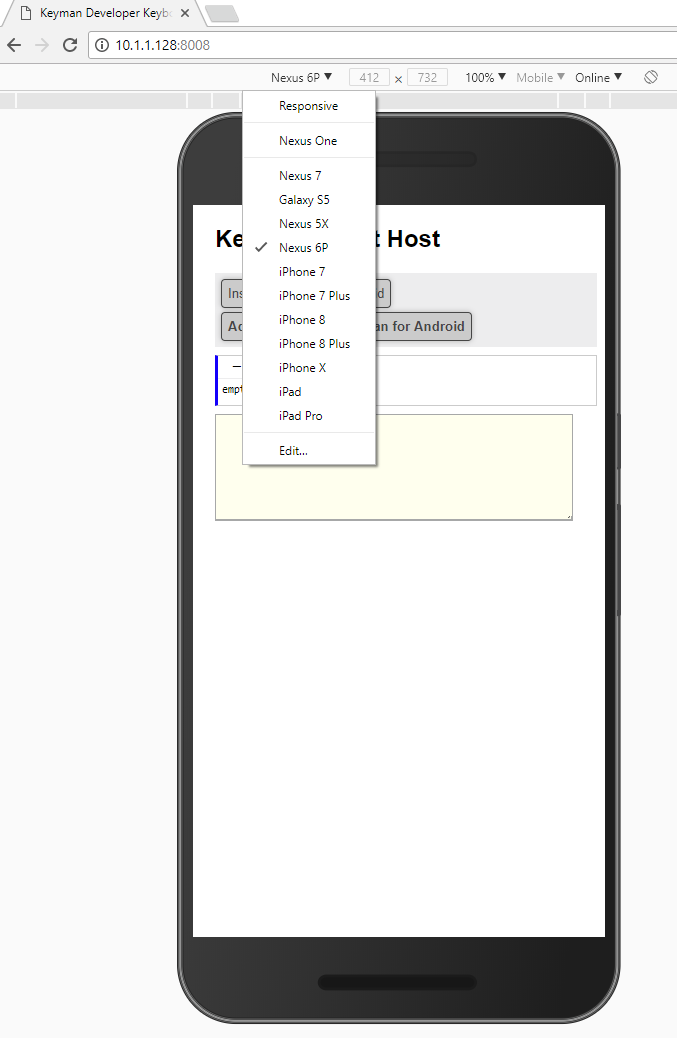 Keyman Developer Keybo
10.1.1.128:8008
Nexus 6P 412 x 732 100% Mobile Online
Responsive
Nexus One
Nexus 7
Galaxy S5
Nexus 5X
Nexus 6P
iPhone 7
iPhone 7 Plus
iPhone 8
iPhone 8 Plus
iPhone X
iPad
iPad Pro
Edit...
Ke t Host
Ins d
Ad an for Android
empt